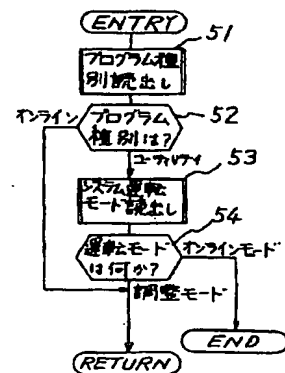 ENTRY
51
プログラム種
別読出し
52
オンライン
プログラム
種別は?
ユーティリティ
53
システム運転
モード読出し
54
運転モード
は何か?
オンラインモード
調整モード
END
RETURN